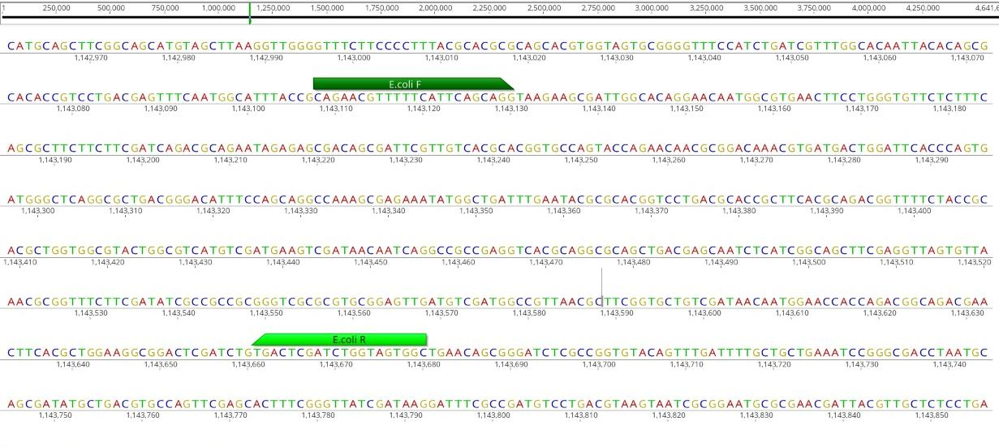 1 250,000 500,000 750,000 1,000,000 1,250,000 1,500,000 1,750,000 2,000,000 2,250,000 2,500,000 2,750,000 3,000,000 3,250,000 3,500,000 3,750,000 4,000,000 4,250,000 4,641,6
CATGCAGCTTCGGCAGCATGTAGCTTAAGGTTGGGGTTTCTTCCCCTTTACGCACGCGCAGCACGTGGTAGTGCGGGGTTTCCATCTGATCGTTTGGCACAATTACACAGCG
1,142,970 1,142,980 1,142,990 1,143,000 1,143,010 1,143,020 1,143,030 1,143,040 1,143,050 1,143,060 1,143,070
E.coli F
CACACCGTCCTGACGAGTTTCAATGGCATTTACCGCAGAACGTTTTTCATTCAGCAGGTAAGAAGCGATTGGCACAGGAACAATGGCGTGAACTTCCTGGGTGTTCTCTTTC
1,143,080 1,143,090 1,143,100 1,143,110 1,143,120 1,143,130 1,143,140 1,143,150 1,143,160 1,143,170 1,143,180
AGCGCTTCTTCTTCGATCAGACGCAGAATAGAGAGCGACAGCGATTCGTTGTCACGCACGGTGCCAGTACCAGAACAACGCGGACAAACGTGATGACTGGATTCACCCAGTG
1,143,190 1,143,200 1,143,210 1,143,220 1,143,230 1,143,240 1,143,250 1,143,260 1,143,270 1,143,280 1,143,290
ATGGGCTCAGGCGCTGACGGGACATTTCCAGCAGGCCAAAGCGAGAAATATGGCTGATTTGAATACGCGCACGGTCCTGACGCACCGCTTCACGCAGACGGTTTTCTACCGC
1,143,300 1,143,310 1,143,320 1,143,330 1,143,340 1,143,350 1,143,360 1,143,370 1,143,380 1,143,390 1,143,400
ACGCTGGTGGCGTACTGGCGTCATGTCGATGAAGTCGATAACAATCAGGCCGCCGAGGTCACGCAGGCGCAGCTGACGAGCAATCTCATCGGCAGCTTCGAGGTTAGTGTTA
1,143,410 1,143,420 1,143,430 1,143,440 1,143,450 1,143,460 1,143,470 1,143,480 1,143,490 1,143,500 1,143,510 1,143,520
AACGCGGTTTCTTCGATATCGCCGCCGCGGGTCGCGCGTGCGGAGTTGATGTCGATGGCCGTTAACGCTTCGGTGCTGTCGATAACAATGGAACCACCAGACGGCAGACGAA
1,143,530 1,143,540 1,143,550 1,143,560 1,143,570 1,143,580 1,143,590 1,143,600 1,143,610 1,143,620 1,143,630
E.coli R
CTTCACGCTGGAAGGCGGACTCGATCTGTGACTCGATCTGGTAGTGGCTGAACAGCGGGATCTCGCCGGTGTACAGTTTGATTTTGCTGCTGAAATCCGGGCGACCTAATGC
1,143,640 1,143,650 1,143,660 1,143,670 1,143,680 1,143,690 1,143,700 1,143,710 1,143,720 1,143,730 1,143,740
AGCGATATGCTGACGTGCCAGTTCGAGCACTTTCGGGTTATCGATAAGGATTTCGCCGATGTCCTGACGTAAGTAATCGCGGAATGCGCGAACGATTACGTTGCTCTCCTGA
1,143,750 1,143,760 1,143,770 1,143,780 1,143,790 1,143,800 1,143,810 1,143,820 1,143,830 1,143,840 1,143,850